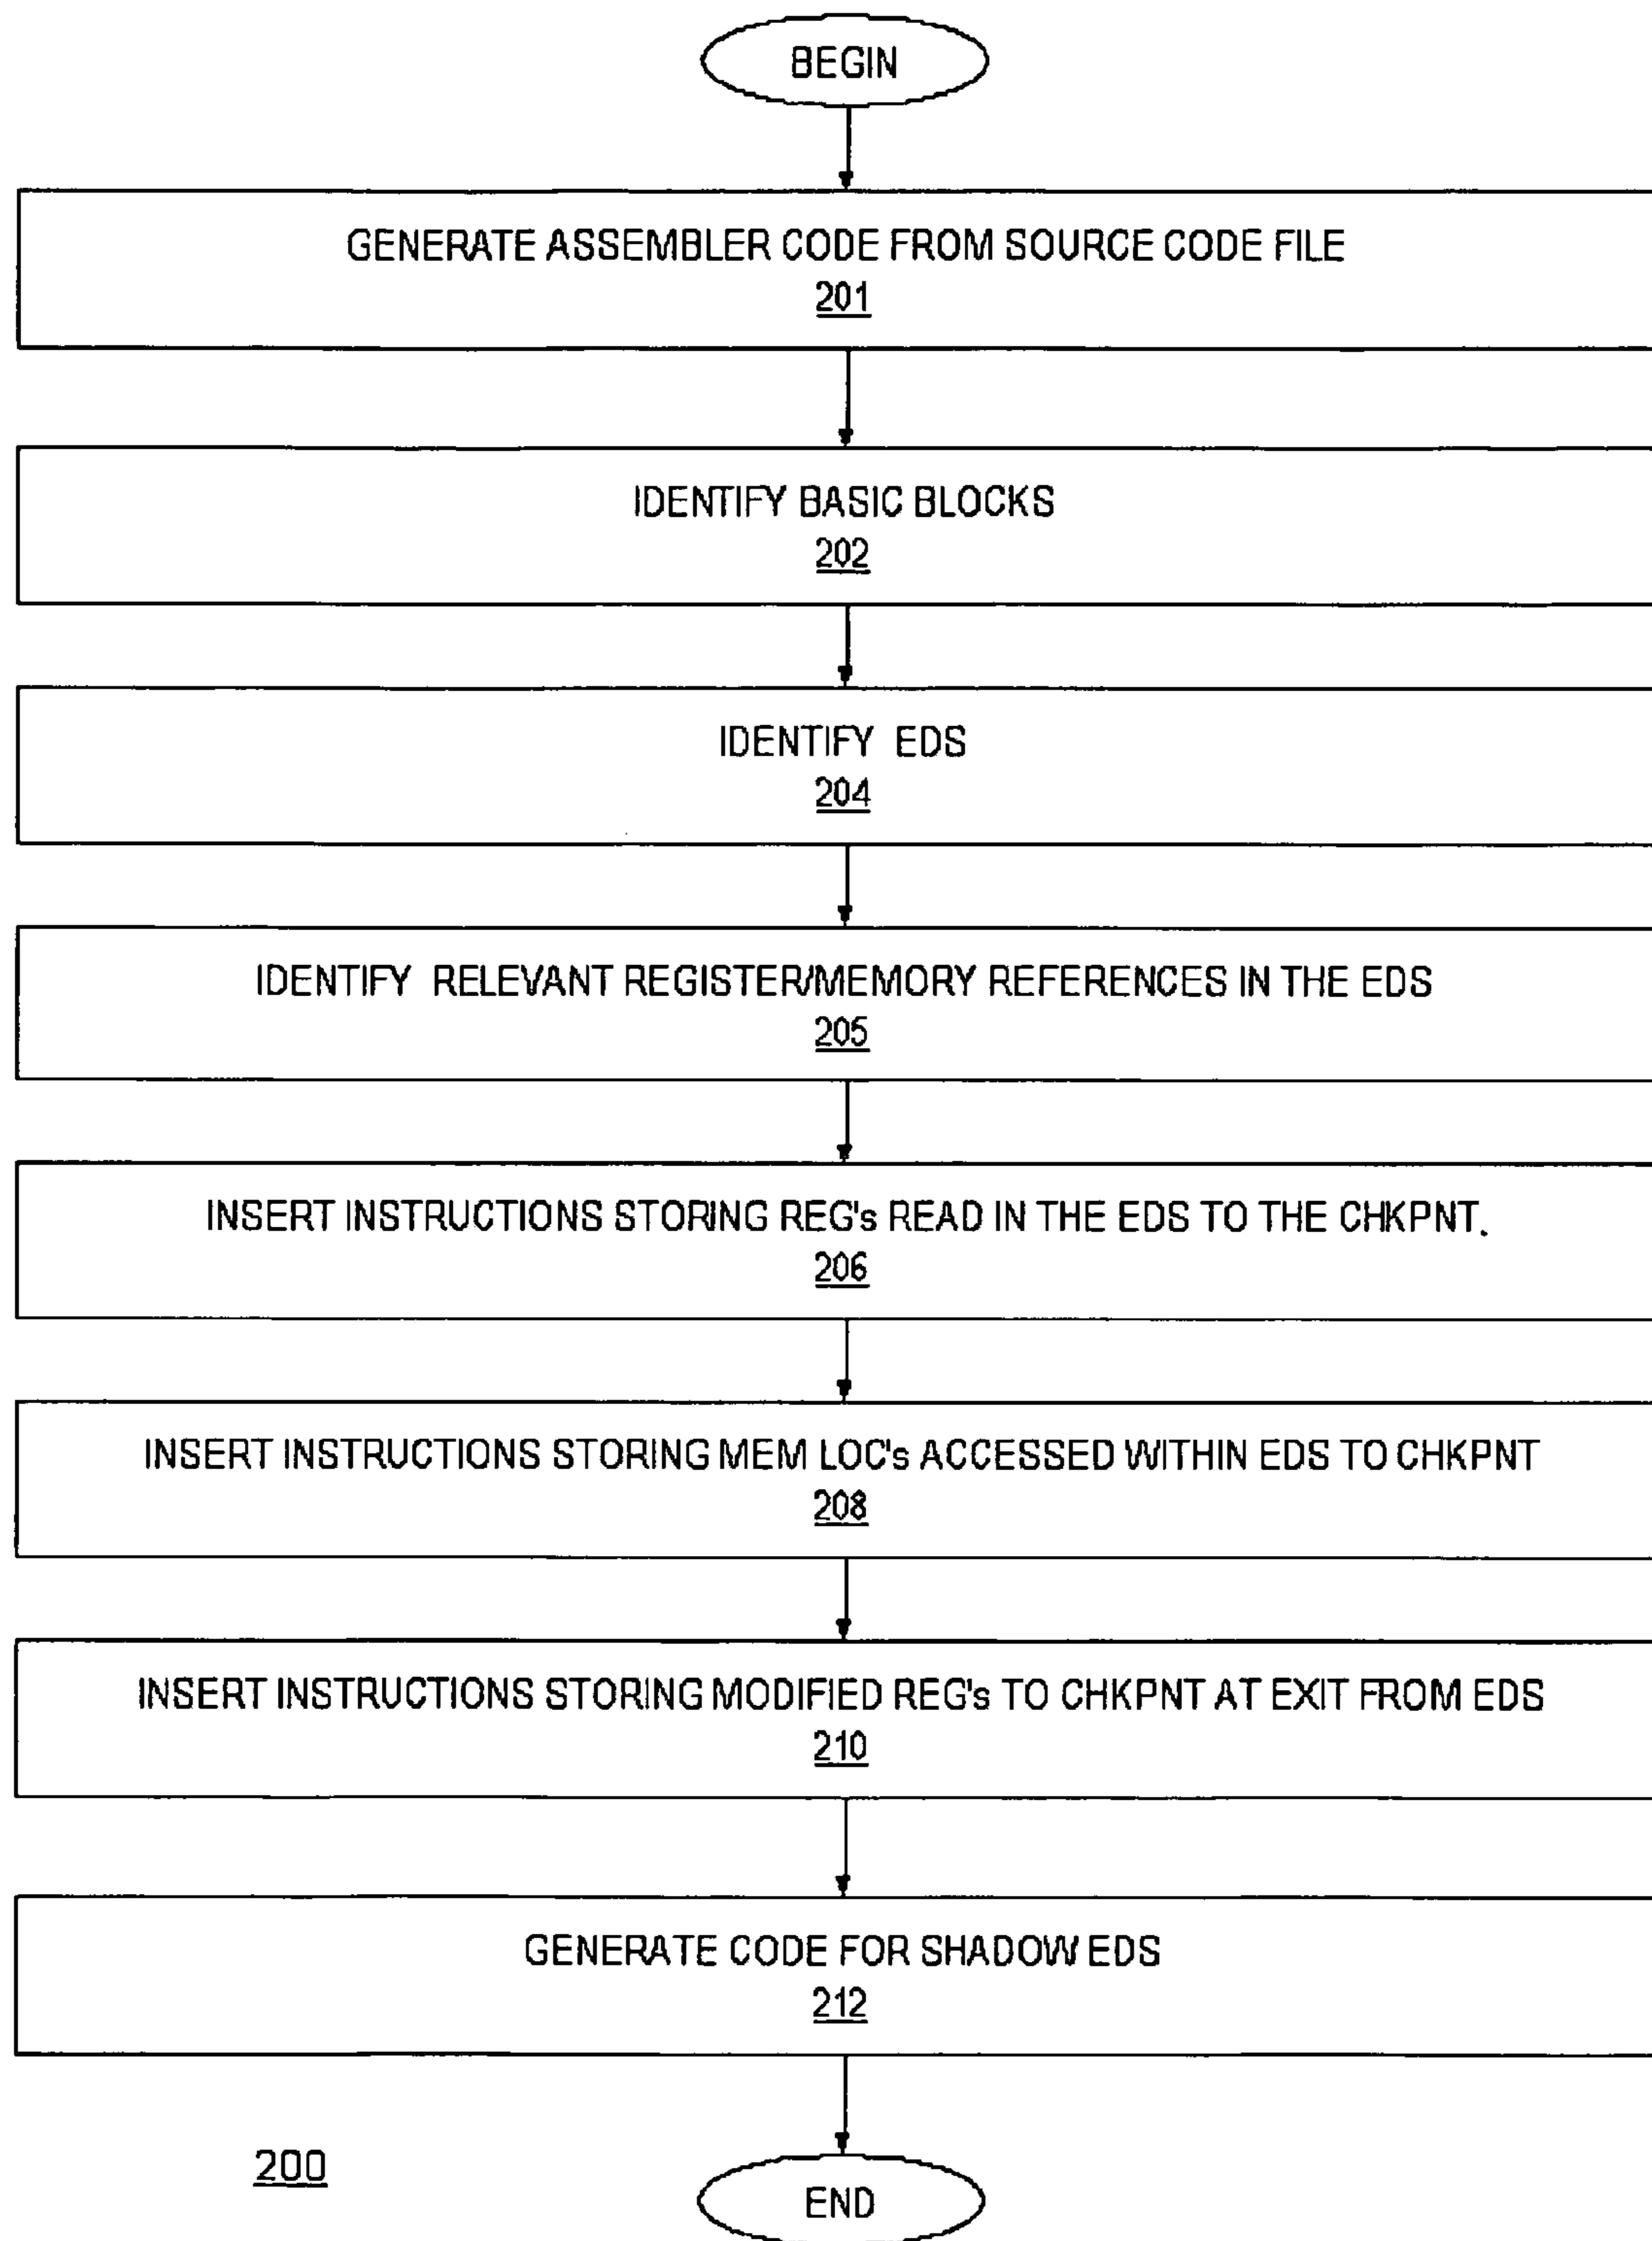 BEGIN
GENERATE ASSEMBLER CODE FROM SOURCE CODE FILE
201
IDENTIFY BASIC BLOCKS
202
IDENTIFY EDS
204
IDENTIFY RELEVANT REGISTER/MEMORY REFERENCES IN THE EDS
205
INSERT INSTRUCTIONS STORING REG's READ IN THE EDS TO THE CHKPNT.
206
INSERT INSTRUCTIONS STORING MEM LOC's ACCESSED WITHIN EDS TO CHKPNT
208
INSERT INSTRUCTIONS STORING MODIFIED REG's TO CHKPNT AT EXIT FROM EDS
210
GENERATE CODE FOR SHADOW EDS
212
200
END